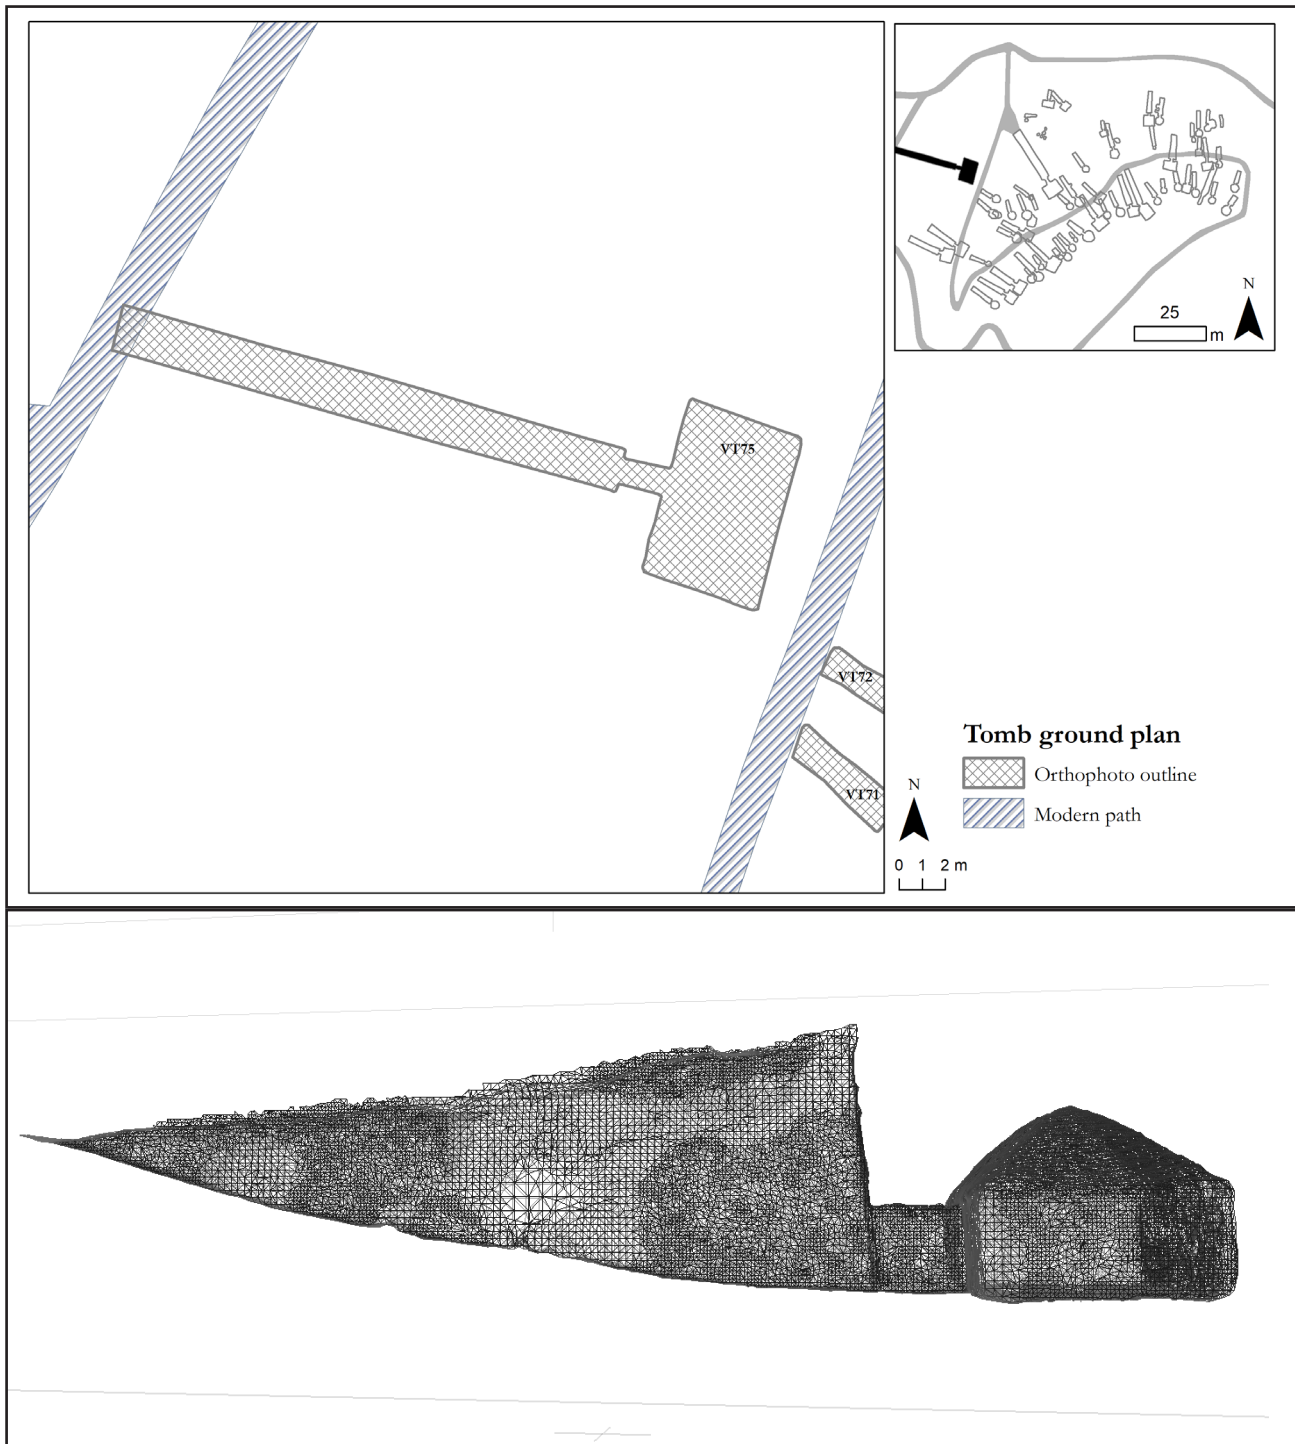 VT75
VT72
VT71
N
25
m
Tomb ground plan
Orthophoto outline
Modern path
N
0 1 2 m